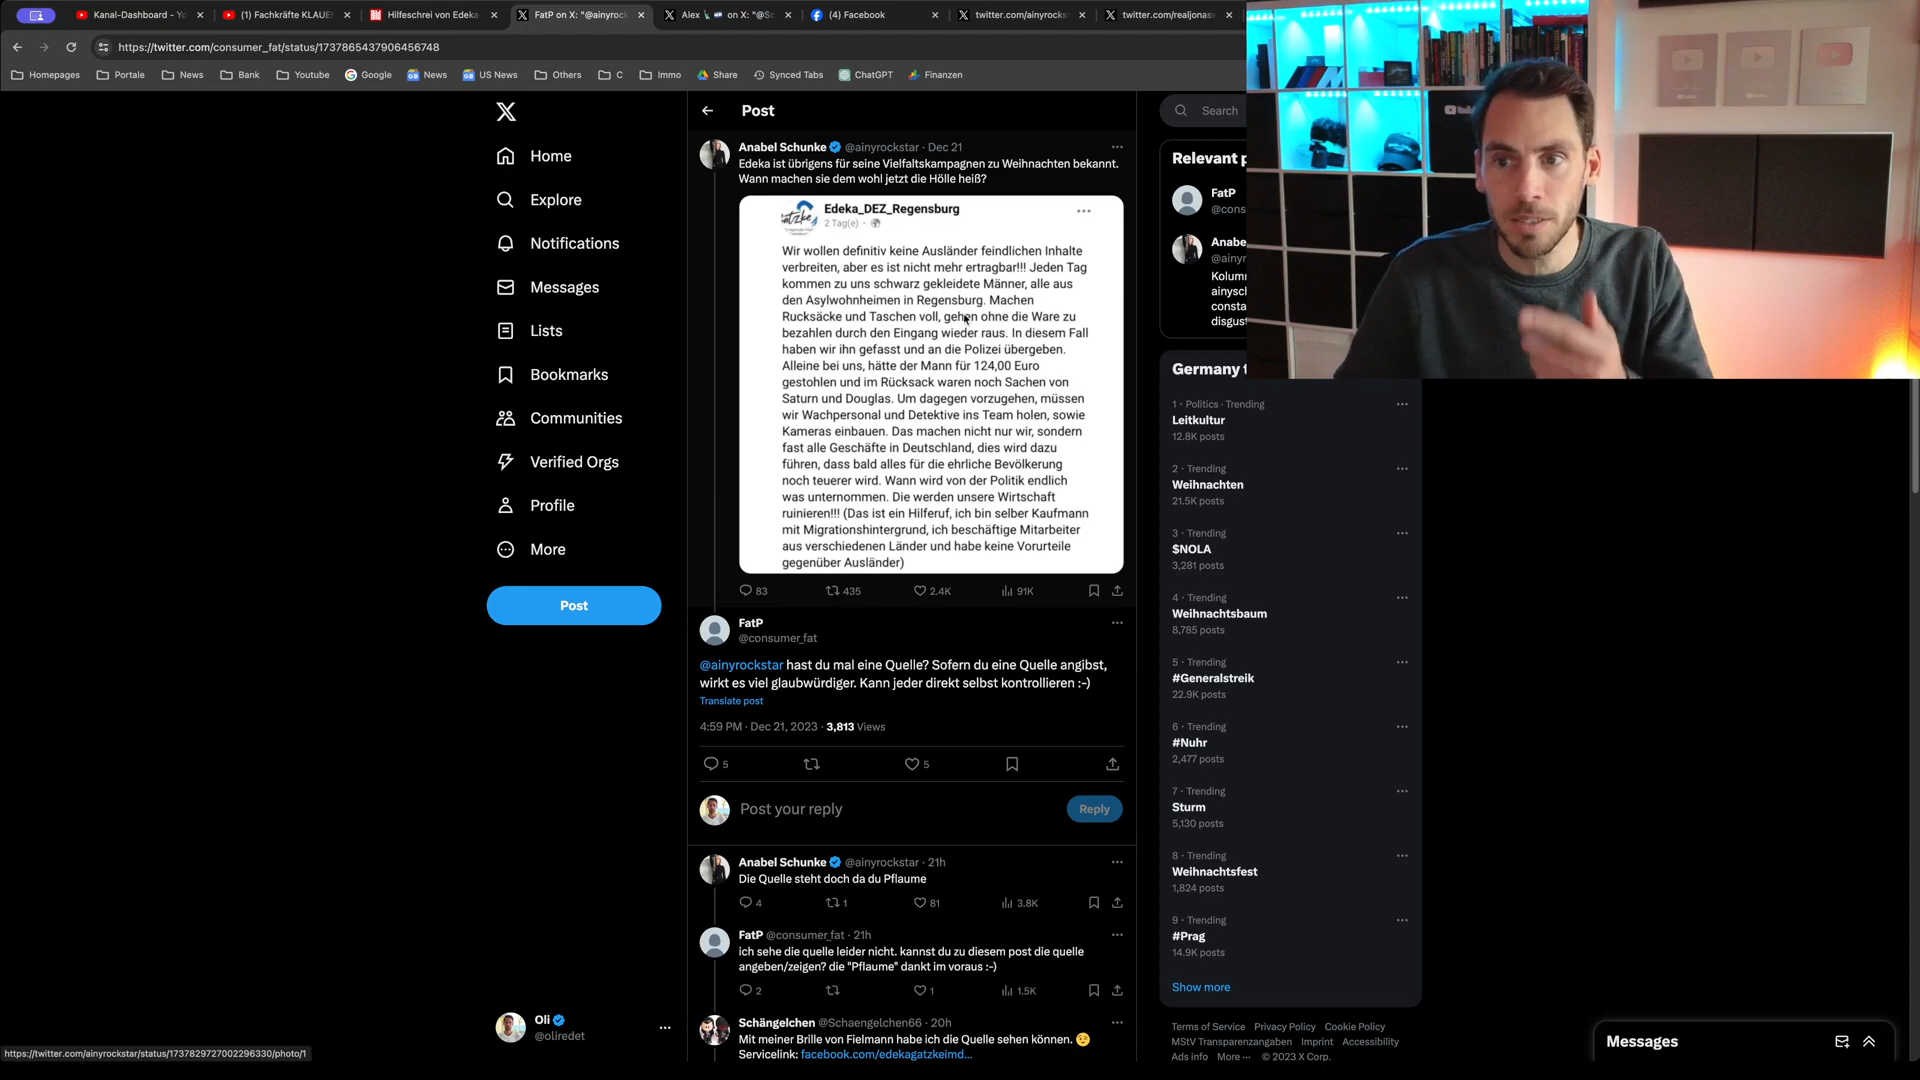 Kanal-Dashboard - Yo
(1) Fachkräfte KLAUE
Hilfeschrei von Edeka
FatP on X: "@ainyrock
Alex
on X: "@Sc
(4) Facebook
twitter.com/ainyrockst
twitter.com/realjonasw
https://twitter.com/consumer_fat/status/1737865437906456748
Homepages
Portale
News
Bank
Youtube
Google
News
US News
Others
C
Immo
Share
Synced Tabs
ChatGPT
Finanzen
Home
Explore
Notifications
Messages
Lists
Bookmarks
Communities
Verified Orgs
Profile
More
Post
Oli
@oliredet
https://twitter.com/ainyrockstar/status/1737829727002296330/photo/1
Post
Anabel Schunke @ainyrockstar · Dec 21
Edeka ist übrigens für seine Vielfaltskampagnen zu Weihnachten bekannt.
Wann machen sie dem wohl jetzt die Hölle heiß?
Edeka_DEZ_Regensburg
2 Tag(e) ·
Wir wollen definitiv keine Ausländer feindlichen Inhalte
verbreiten, aber es ist nicht mehr ertragbar!!! Jeden Tag
kommen zu uns schwarz gekleidete Männer, alle aus
den Asylwohnheimen in Regensburg. Machen
Rucksäcke und Taschen voll, gehen ohne die Ware zu
bezahlen durch den Eingang wieder raus. In diesem Fall
haben wir ihn gefasst und an die Polizei übergeben.
Alleine bei uns, hätte der Mann für 124,00 Euro
gestohlen und im Rücksack waren noch Sachen von
Saturn und Douglas. Um dagegen vorzugehen, müssen
wir Wachpersonal und Detektive ins Team holen, sowie
Kameras einbauen. Das machen nicht nur wir, sondern
fast alle Geschäfte in Deutschland, dies wird dazu
führen, dass bald alles für die ehrliche Bevölkerung
noch teuerer wird. Wann wird von der Politik endlich
was unternommen. Die werden unsere Wirtschaft
ruinieren!!! (Das ist ein Hilferuf, ich bin selber Kaufmann
mit Migrationshintergrund, ich beschäftige Mitarbeiter
aus verschiedenen Länder und habe keine Vorurteile
gegenüber Ausländer)
83 435 2.4K 91K
FatP
@consumer_fat
@ainyrockstar hast du mal eine Quelle? Sofern du eine Quelle angibst,
wirkt es viel glaubwürdiger. Kann jeder direkt selbst kontrollieren :-)
Translate post
4:59 PM · Dec 21, 2023 · 3,813 Views
5 5
Post your reply
Reply
Anabel Schunke @ainyrockstar · 21h
Die Quelle steht doch da du Pflaume
4 1 81 3.8K
FatP @consumer_fat · 21h
ich sehe die quelle leider nicht. kannst du zu diesem post die quelle
angeben/zeigen? die "Pflaume" dankt im voraus :-)
2 1 1.5K
Schängelchen @Schaengelchen66 · 20h
Mit meiner Brille von Fielmann habe ich die Quelle sehen können.
Servicelink: facebook.com/edekagatzkeimd...
Search
Relevant p
FatP
@cons
Anabe
@ainyr
Kolumn
ainysch
consta
disgust
Germany t
1 · Politics · Trending
Leitkultur
12.8K posts
2 · Trending
Weihnachten
21.5K posts
3 · Trending
$NOLA
3,281 posts
4 · Trending
Weihnachtsbaum
8,785 posts
5 · Trending
#Generalstreik
22.9K posts
6 · Trending
#Nuhr
2,477 posts
7 · Trending
Sturm
5,130 posts
8 · Trending
Weihnachtsfest
1,824 posts
9 · Trending
#Prag
14.9K posts
Show more
Terms of Service Privacy Policy Cookie Policy
MStV Transparenzangaben Imprint Accessibility
Ads info More ··· © 2023 X Corp.
Messages